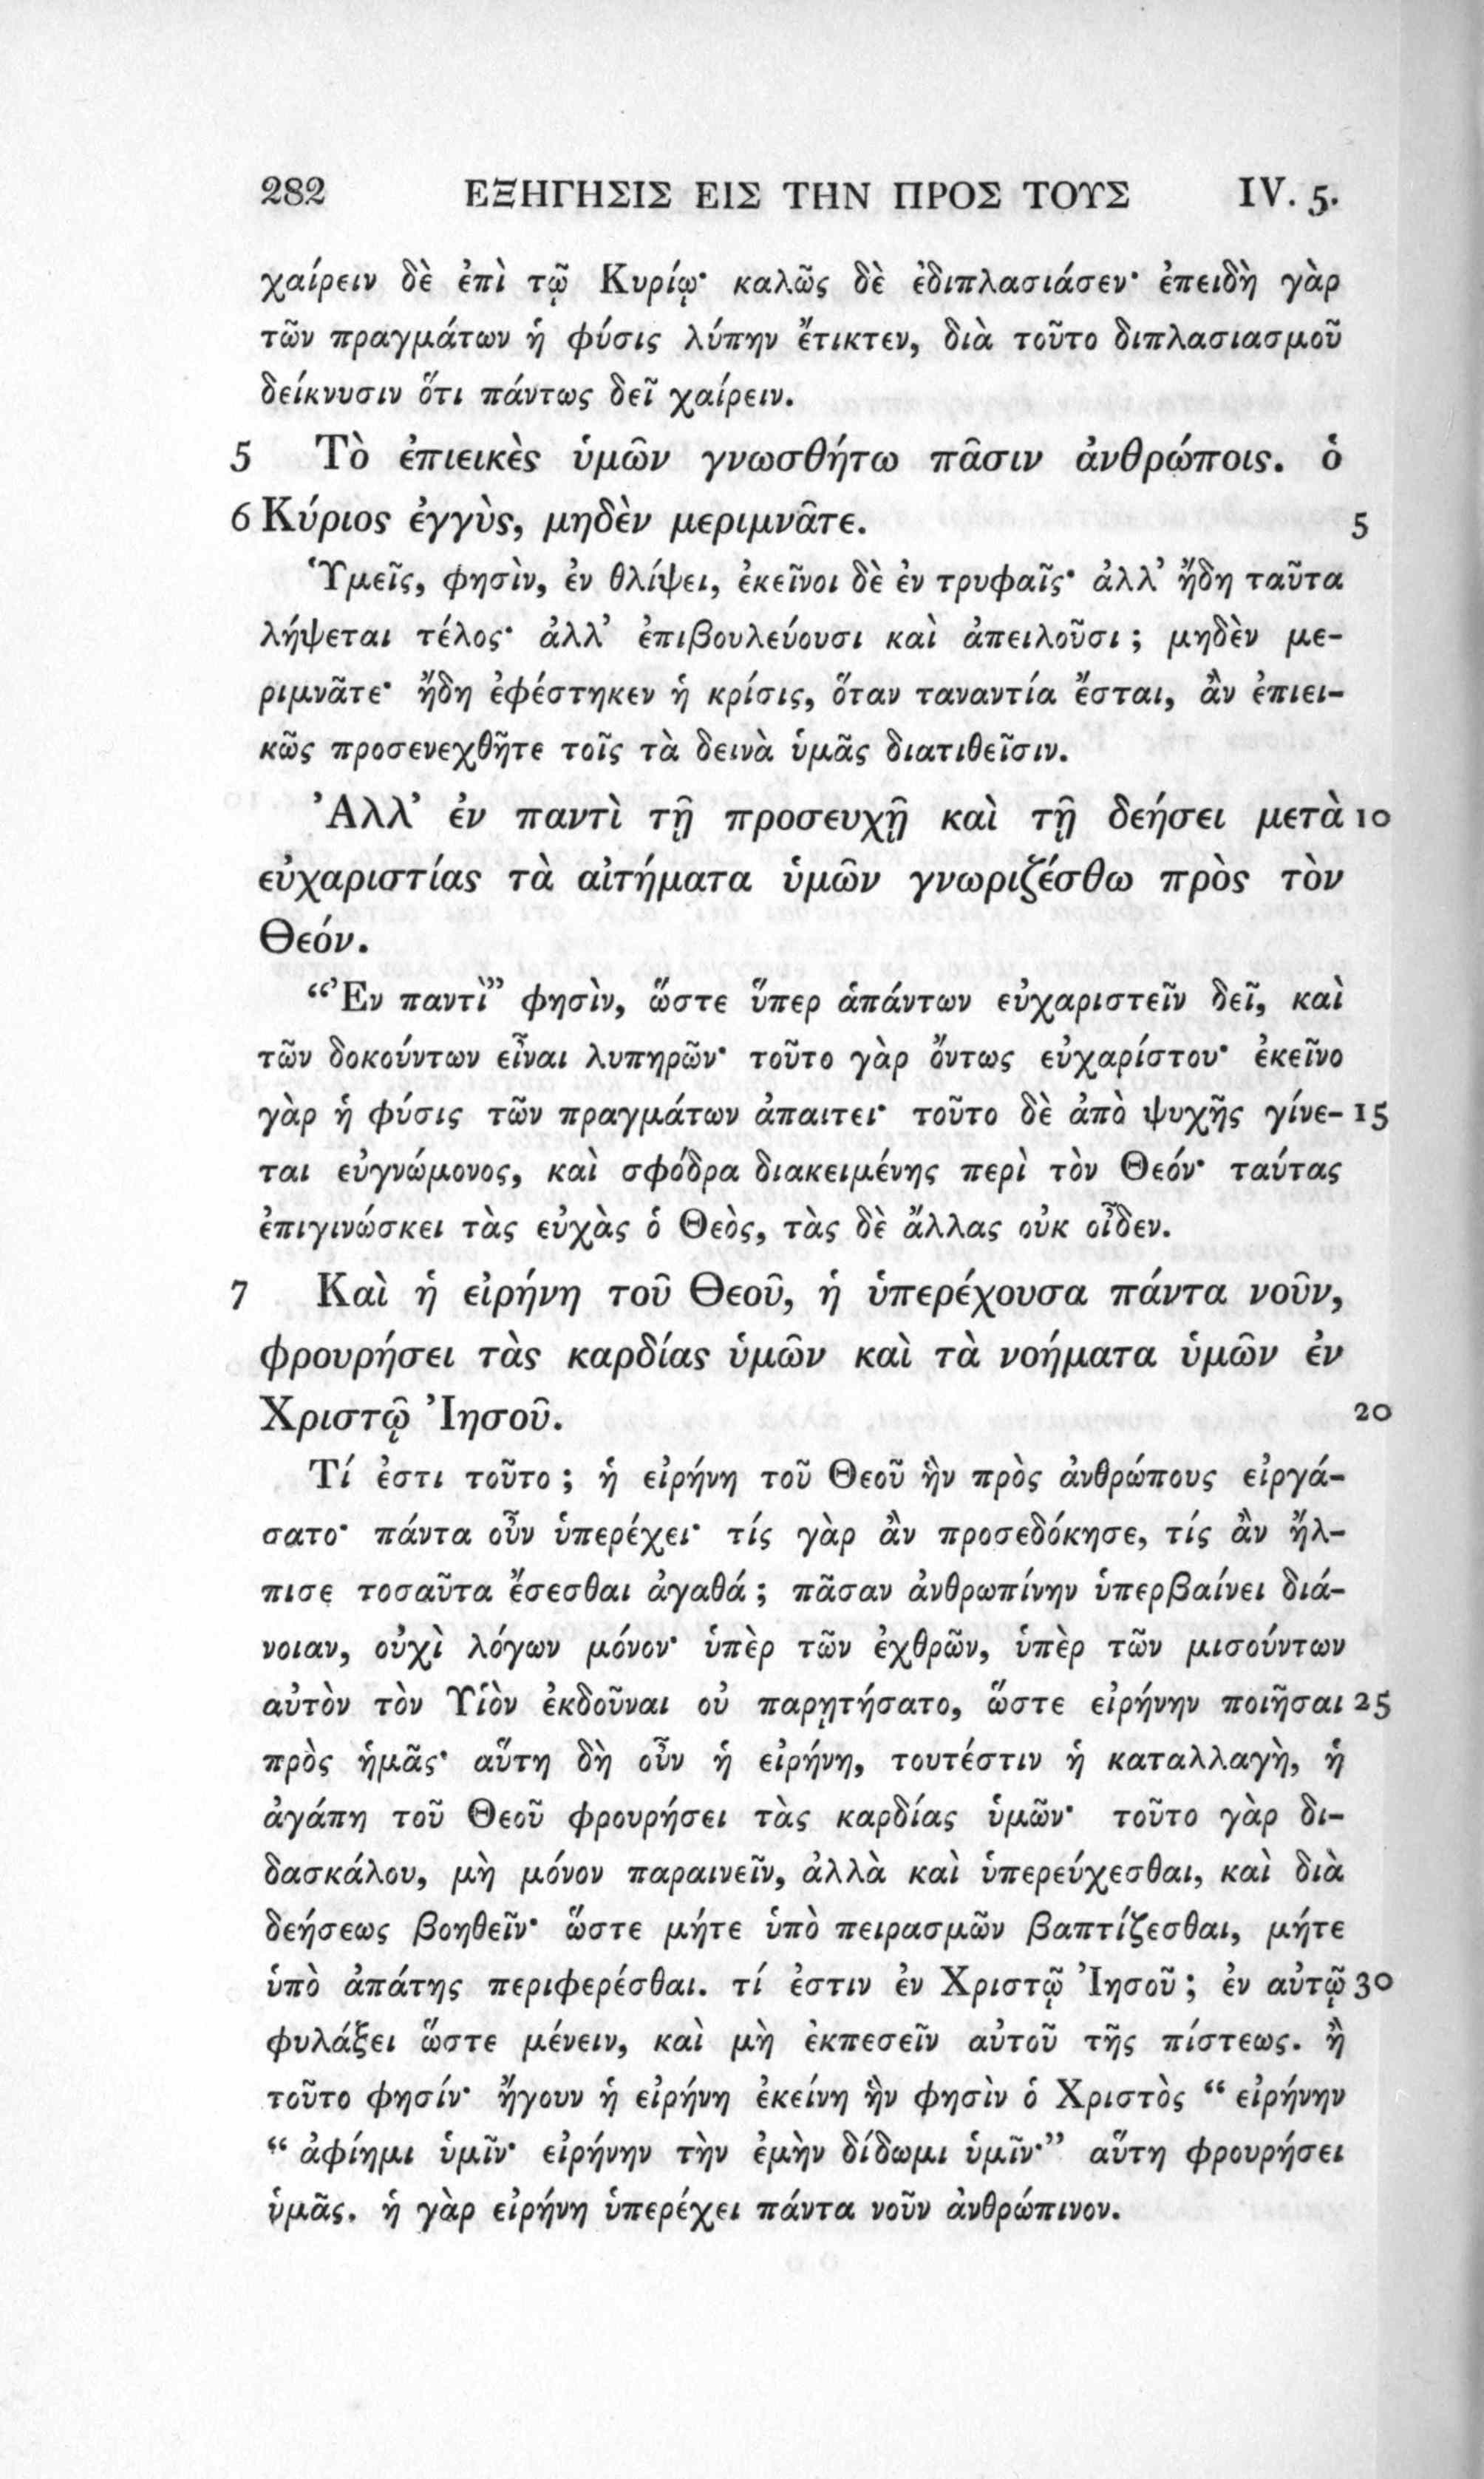 282 ΕΞΗΓΗΣΙΣ ΕΙΣ ΤΗΝ ΠΡΟΣ ΤΟΥΣ IV. 5.
χαίρειν δὲ ἐπὶ τῷ Κυρίῳ· καλῶς δὲ ἐδιπλασιάσεν· ἐπειδὴ γὰρ
τῶν πραγμάτων ἡ φύσις λύπην ἔτικτεν, διὰ τοῦτο διπλασιασμοῦ
δείκνυσιν ὅτι πάντως δεῖ χαίρειν.
5 Τὸ ἐπιεικὲς ὑμῶν γνωσθήτω πᾶσιν ἀνθρώποις. ὁ
6 Κύριος ἐγγὺς, μηδὲν μεριμνᾶτε. 5
Ὑμεῖς, φησὶν, ἐν θλίψει, ἐκεῖνοι δὲ ἐν τρυφαῖς· ἀλλ’ ἤδη ταῦτα
λήψεται τέλος· ἀλλ’ ἐπιβουλεύουσι καὶ ἀπειλοῦσι ; μηδὲν με-
ριμνᾶτε· ἤδη ἐφέστηκεν ἡ κρίσις, ὅταν ταναντία ἔσται, ἂν ἐπιει-
κῶς προσενεχθῆτε τοῖς τὰ δεινὰ ὑμᾶς διατιθεῖσιν.
Ἀλλ’ ἐν παντὶ τῇ προσευχῇ καὶ τῇ δεήσει μετὰ 10
εὐχαριστίας τὰ αἰτήματα ὑμῶν γνωριζέσθω πρὸς τὸν
Θεόν.
“Ἐν παντὶ” φησὶν, ὥστε ὕπερ ἁπάντων εὐχαριστεῖν δεῖ, καὶ
τῶν δοκούντων εἶναι λυπηρῶν· τοῦτο γὰρ ὄντως εὐχαρίστου· ἐκεῖνο
γὰρ ἡ φύσις τῶν πραγμάτων ἀπαιτει· τοῦτο δὲ ἀπὸ ψυχῆς γίνε- 15
ται εὐγνώμονος, καὶ σφόδρα διακειμένης περὶ τὸν Θεόν· ταύτας
ἐπιγινώσκει τὰς εὐχὰς ὁ Θεὸς, τὰς δὲ ἄλλας οὐκ οἶδεν.
7 Καὶ ἡ εἰρήνη τοῦ Θεοῦ, ἡ ὑπερέχουσα πάντα νοῦν,
φρουρήσει τὰς καρδίας ὑμῶν καὶ τὰ νοήματα ὑμῶν ἐν
Χριστῷ Ἰησοῦ. 20
Τί ἐστι τοῦτο ; ἡ εἰρήνη τοῦ Θεοῦ ἣν πρὸς ἀνθρώπους εἰργά-
σατο· πάντα οὖν ὑπερέχει· τίς γὰρ ἂν προσεδόκησε, τίς ἂν ἤλ-
πισε τοσαῦτα ἔσεσθαι ἀγαθά ; πᾶσαν ἀνθρωπίνην ὑπερβαίνει διά-
νοιαν, οὐχὶ λόγων μόνον· ὑπὲρ τῶν ἐχθρῶν, ὑπὲρ τῶν μισούντων
αὐτὸν τὸν Υἱὸν ἐκδοῦναι οὐ παρῃτήσατο, ὥστε εἰρήνην ποιῆσαι 25
πρὸς ἡμᾶς· αὕτη δὴ οὖν ἡ εἰρήνη, τουτέστιν ἡ καταλλαγὴ, ἡ
ἀγάπη τοῦ Θεοῦ φρουρήσει τὰς καρδίας ὑμῶν· τοῦτο γὰρ δι-
δασκάλου, μὴ μόνον παραινεῖν, ἀλλὰ καὶ ὑπερεύχεσθαι, καὶ διὰ
δεήσεως βοηθεῖν· ὥστε μήτε ὑπὸ πειρασμῶν βαπτίζεσθαι, μήτε
ὑπὸ ἀπάτης περιφερέσθαι. τί ἐστιν ἐν Χριστῷ Ἰησοῦ ; ἐν αὐτῷ 30
φυλάξει ὥστε μένειν, καὶ μὴ ἐκπεσεῖν αὐτοῦ τῆς πίστεως. ἢ
τοῦτο φησίν· ἤγουν ἡ εἰρήνη ἐκείνη ἣν φησὶν ὁ Χριστὸς “ εἰρήνην
“ ἀφίημι ὑμῖν· εἰρήνην τὴν ἐμὴν δίδωμι ὑμῖν·” αὕτη φρουρήσει
ὑμᾶς. ἡ γὰρ εἰρήνη ὑπερέχει πάντα νοῦν ἀνθρώπινον.